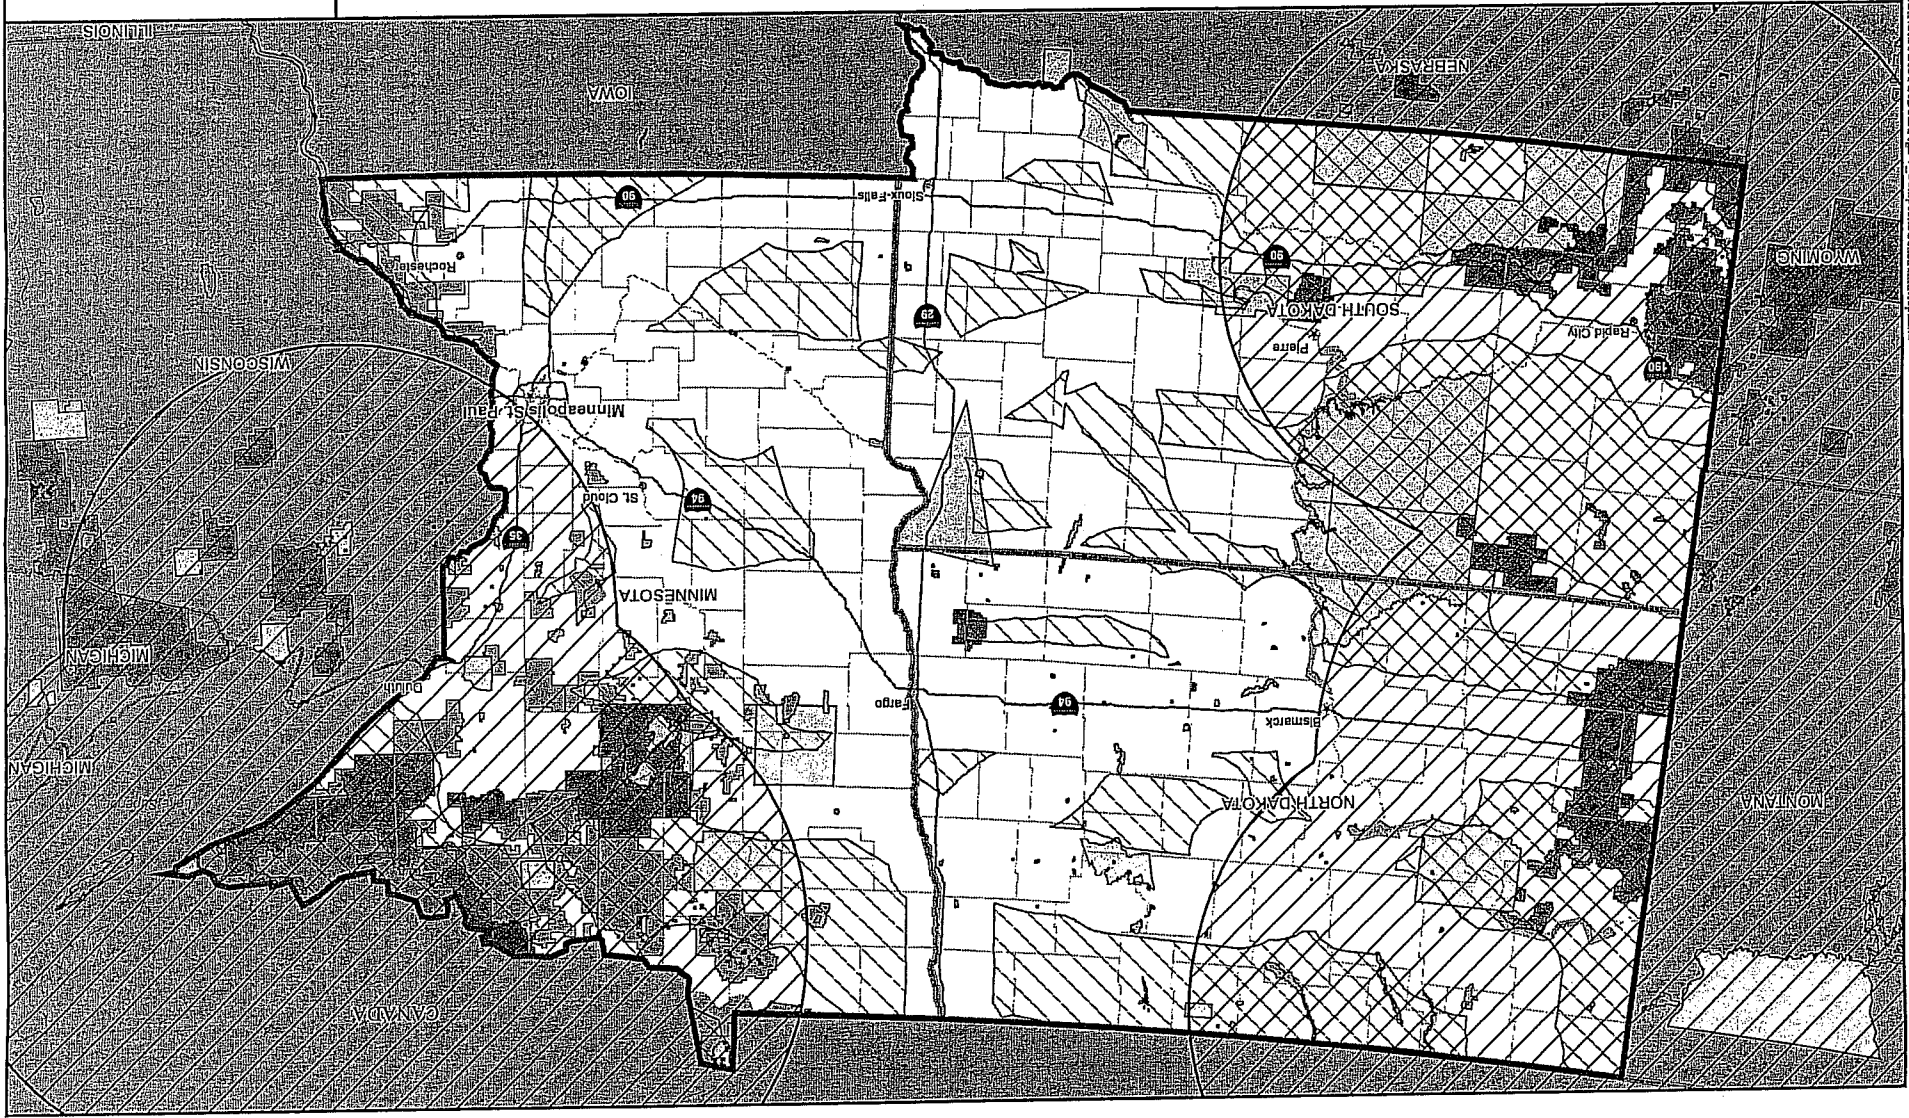 CANADA
MONTANA
NORTH DAKOTA
MICHIGAN
Bismarck
94
Fargo
Duluth
MICHIGAN
MINNESOTA
35
94
St. Cloud
Minneapolis St. Paul
190
WISCONSIN
Pierre
Rapid City
29
SOUTH DAKOTA
Rochester
WYOMING
90
90
Sioux Falls
IOWA
NEBRASKA
ILLINOIS